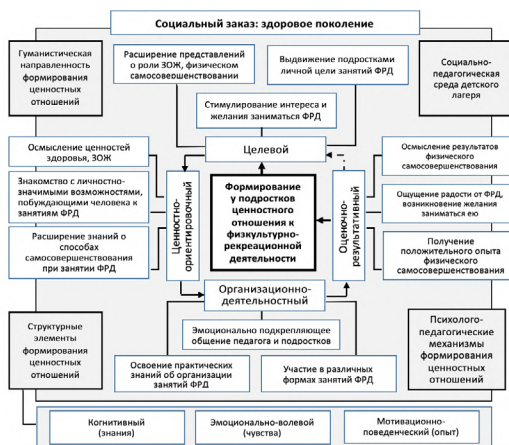 Социальный заказ: здоровое поколение
Гуманистическая
направленность
формирования
ценностных
отношений
Расширение представлений
о роли ЗОЖ, физическом
самосовершенствовании
Выдвижение подростками
личной цели занятий ФРД
Социально-
педагогическая
среда детского
лагеря
Стимулирование интереса и
желания заниматься ФРД
Целевой
Осмысление ценностей
здоровья, ЗОЖ
Знакомство с личностно-
значимыми возможностями,
побуждающими человека к
занятиям ФРД
Расширение знаний о
способах
самосовершенствования
при занятии ФРД
Ценностно-
ориентировочный
Формирование
у подростков
ценностного
отношения к
физкультурно-
рекреационной
деятельности
Оценочно-
результативный
Осмысление результатов
физического
самосовершенствования
Ощущение радости от ФРД,
возникновение желания
заниматься ею
Получение
положительного опыта
физического
самосовершенствования
Организационно-
деятельностный
Эмоционально подкрепляющее
общение педагога и подростков
Освоение практических
знаний об организации
занятий ФРД
Участие в различных
формах занятий ФРД
Структурные
элементы
формирования
ценностных
отношений
Психолого-
педагогические
механизмы
формирования
ценностных
отношений
Когнитивный
(знания)
Эмоционально-волевой
(чувства)
Мотивационно-
поведенческий (опыт)